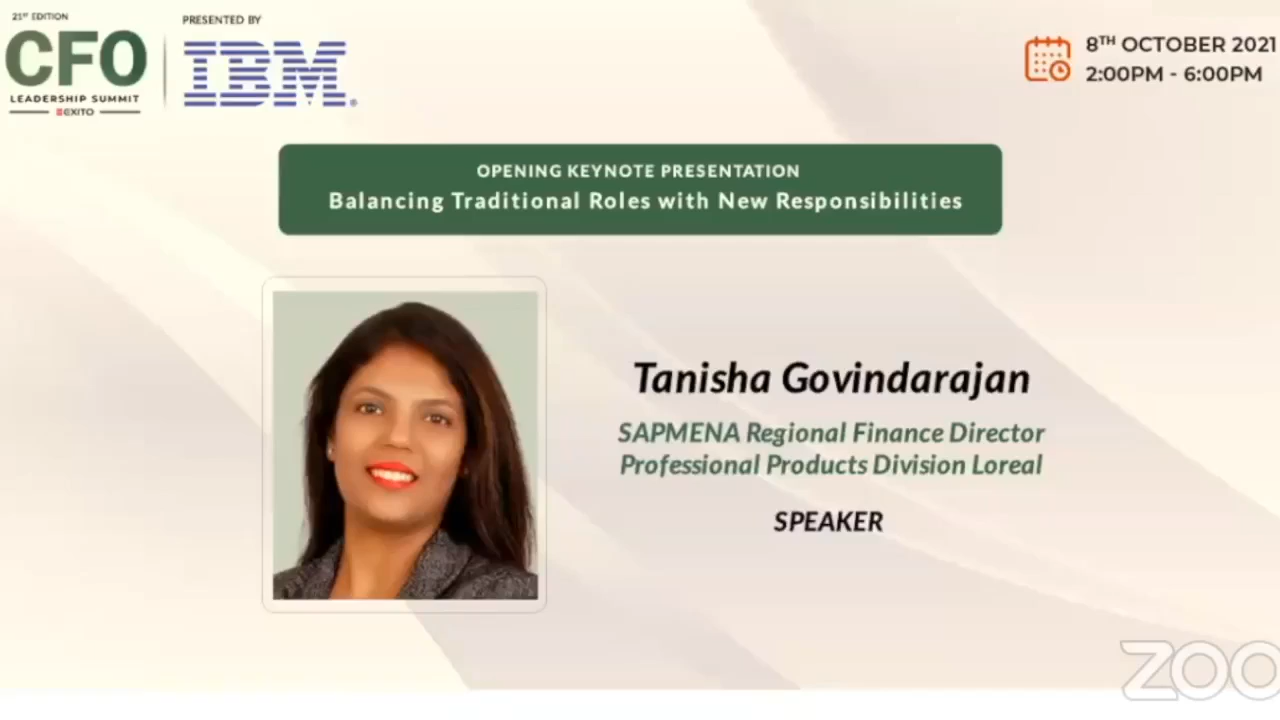 21ST EDITION
CFO
LEADERSHIP SUMMIT
EXITO
PRESENTED BY
IBM
8TH OCTOBER 2021
2:00PM - 6:00PM
OPENING KEYNOTE PRESENTATION
Balancing Traditional Roles with New Responsibilities
Tanisha Govindarajan
SAPMENA Regional Finance Director
Professional Products Division Loreal
SPEAKER
ZOO